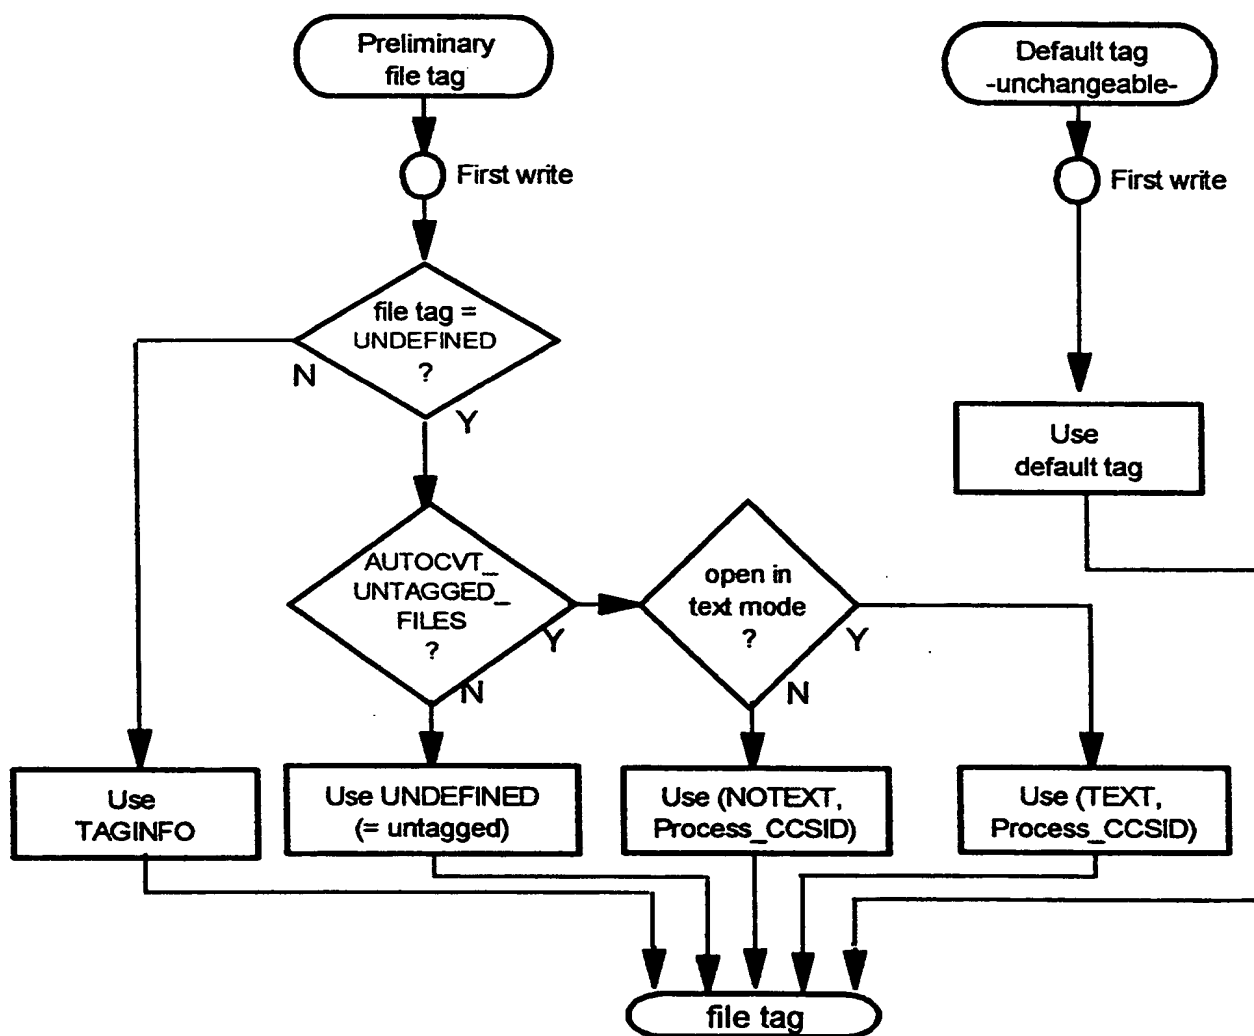 Preliminary
file tag
Default tag
-unchangeable-
First write
First write
file tag =
UNDEFINED
?
N
Y
Use
default tag
AUTOCVT_
UNTAGGED_
FILES
?
Y
N
open in
text mode
?
Y
N
Use
TAGINFO
Use UNDEFINED
(= untagged)
Use (NOTEXT,
Process_CCSID)
Use (TEXT,
Process_CCSID)
file tag